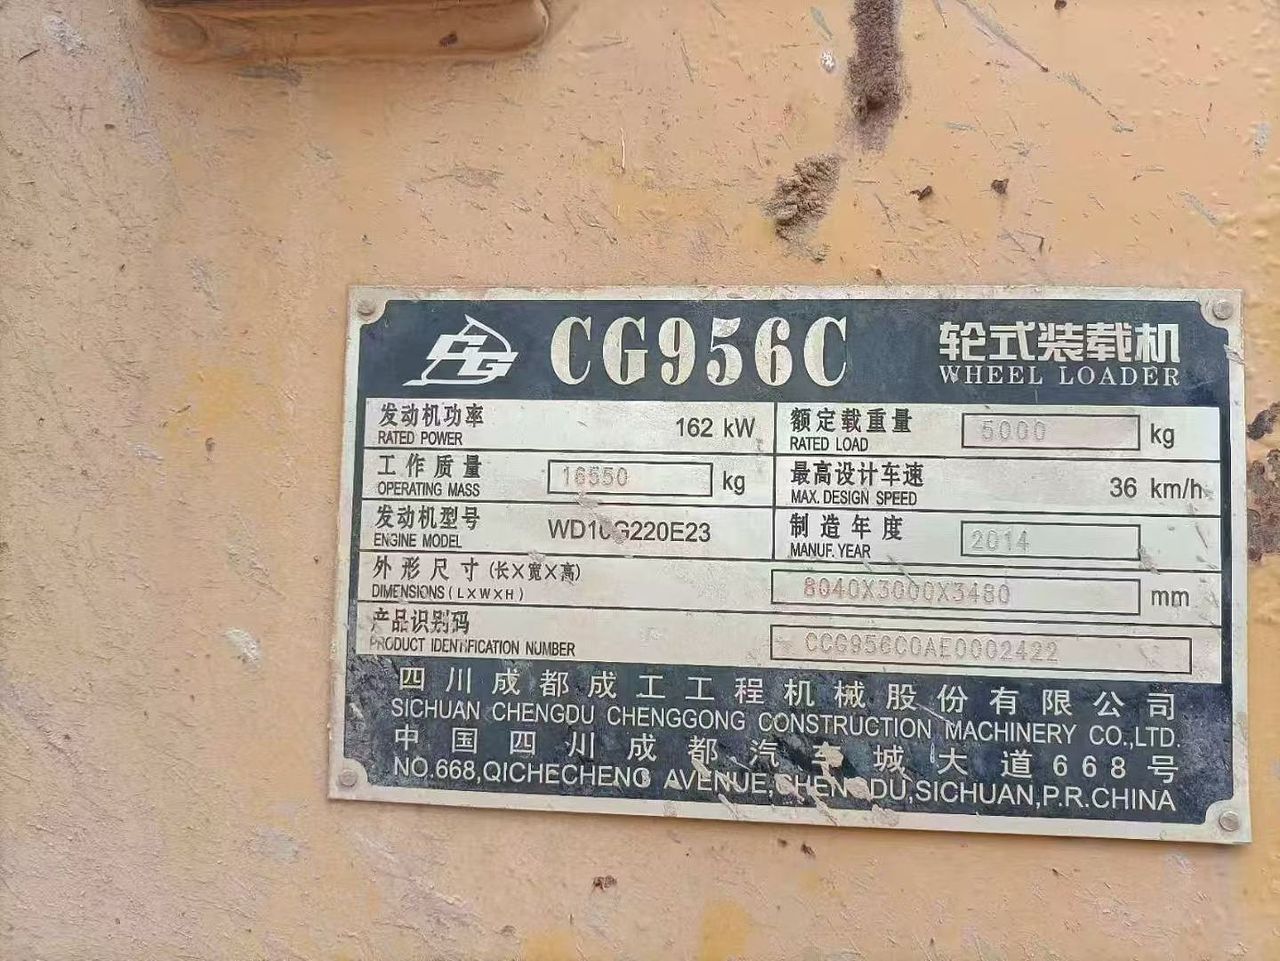 CG CG956C 轮式装载机
WHEEL LOADER
发动机功率
RATED POWER
162 kW
额定载重量
RATED LOAD
5000 kg
工作质量
OPERATING MASS
16550 kg
最高设计车速
MAX. DESIGN SPEED
36 km/h
发动机型号
ENGINE MODEL
WD10G220E23
制造年度
MANUF. YEAR
2014
外形尺寸(长×宽×高)
DIMENSIONS(L×W×H)
8040X3000X3480 mm
产品识别码
PRODUCT IDENTIFICATION NUMBER
CCG956C0AE0002422
四川成都成工工程机械股份有限公司
SICHUAN CHENGDU CHENGGONG CONSTRUCTION MACHINERY CO.,LTD.
中国四川成都汽车城大道668号
NO.668,QICHECHENG AVENUE,CHENGDU,SICHUAN,P.R.CHINA